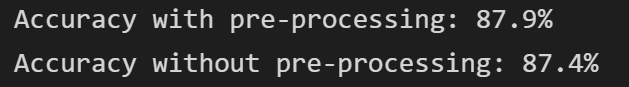 Accuracy with pre-processing: 87.9%
Accuracy without pre-processing: 87.4%